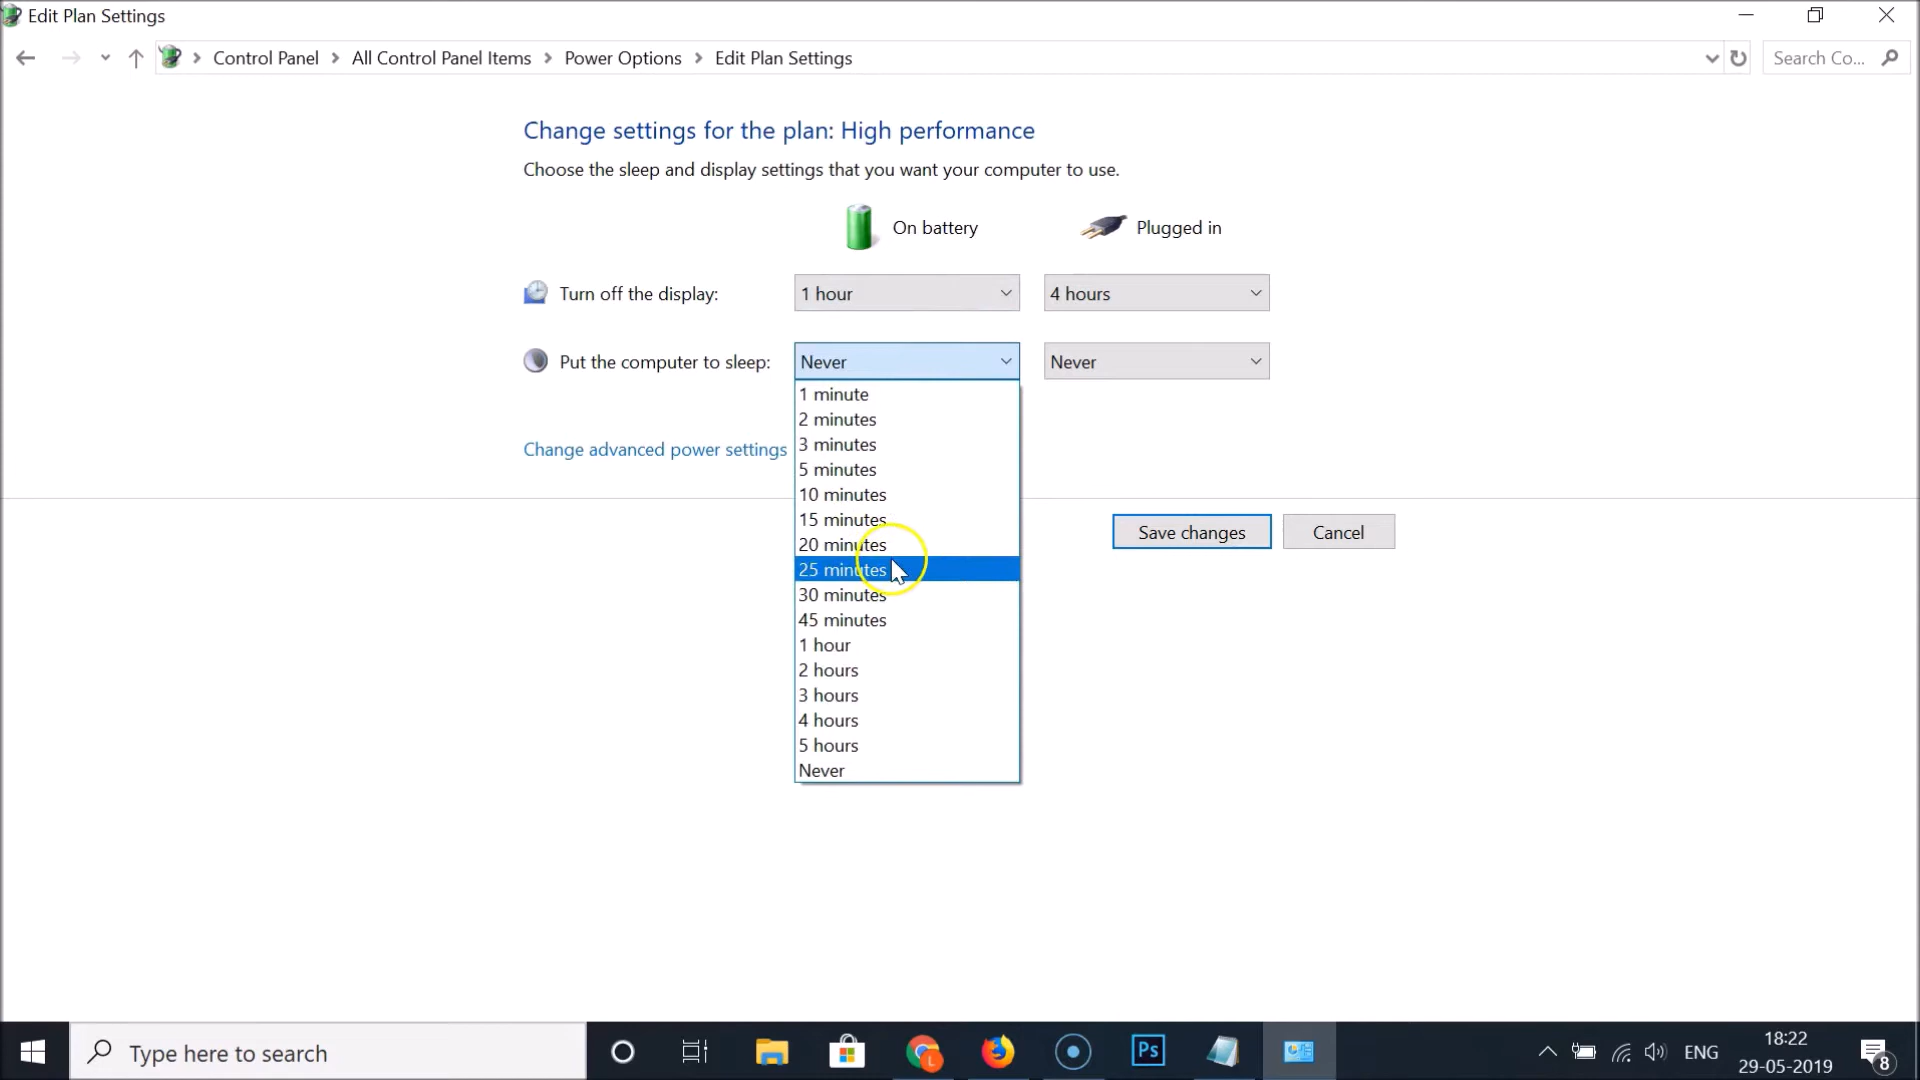 Edit Plan Settings
Control Panel > All Control Panel Items > Power Options > Edit Plan Settings
Search Co...
Change settings for the plan: High performance
Choose the sleep and display settings that you want your computer to use.
On battery
Plugged in
Turn off the display:
1 hour
4 hours
Put the computer to sleep:
Never
Never
1 minute
2 minutes
3 minutes
5 minutes
10 minutes
15 minutes
20 minutes
25 minutes
30 minutes
45 minutes
1 hour
2 hours
3 hours
4 hours
5 hours
Never
Change advanced power settings
Save changes
Cancel
Type here to search
L
Ps
ENG
18:22
29-05-2019
8